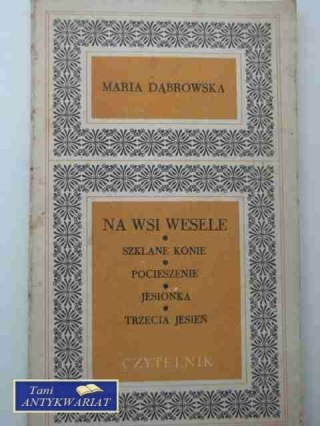 MARIA DĄBROWSKA
NA WSI WESELE
SZKLANE KONIE
POCIESZENIE
JESIONKA
TRZECIA JESIEŃ
CZYTELNIK
Tani
ANTYKWARIAT